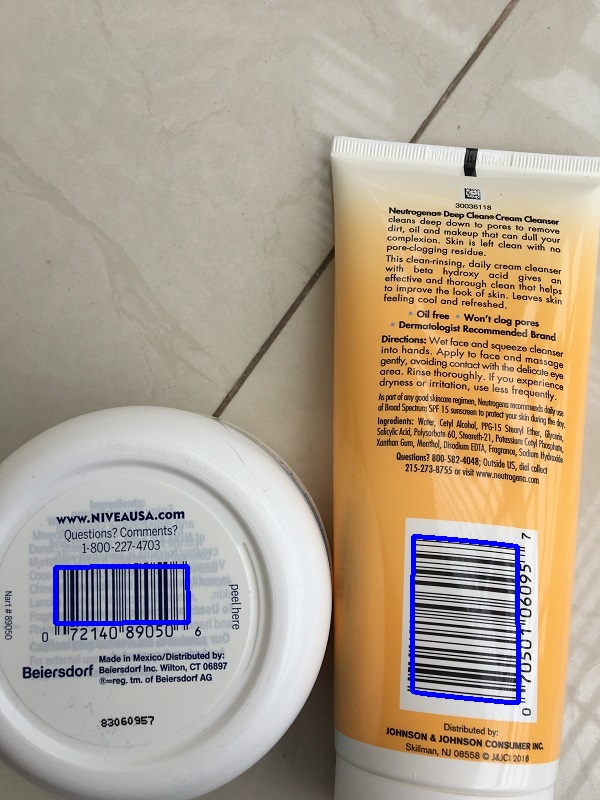 30036118
Neutrogena® Deep Clean® Cream Cleanser
cleans deep down to pores to remove
dirt, oil and makeup that can dull your
complexion. Skin is left clean with no
pore-clogging residue.
This clean-rinsing, daily cream cleanser
with beta hydroxy acid gives an
effective and thorough clean that helps
to improve the look of skin. Leaves skin
feeling cool and refreshed.
• Oil free • Won't clog pores
• Dermatologist Recommended Brand
Directions: Wet face and squeeze cleanser
into hands. Apply to face and massage
gently, avoiding contact with the delicate eye
area. Rinse thoroughly. If you experience
dryness or irritation, use less frequently.
As part of any good skincare regimen, Neutrogena recommends daily use
of Broad Spectrum SPF 15 sunscreen to protect your skin during the day.
Ingredients: Water, Cetyl Alcohol, PPG-15 Stearyl Ether, Glycerin,
Salicylic Acid, Polysorbate 60, Steareth-21, Potassium Cetyl Phosphate,
Xanthan Gum, Menthol, Disodium EDTA, Fragrance, Sodium Hydroxide
Questions? 800-582-4048; Outside US, dial collect
215-273-8755 or visit www.neutrogena.com
0 70501 06095 7
Distributed by:
JOHNSON & JOHNSON CONSUMER INC.
Skillman, NJ 08558 © J&JCI 2018
www.NIVEAUSA.com
Questions? Comments?
1-800-227-4703
0 72140 89050 6
peel here
Nart # 89050
Beiersdorf
Made in Mexico/Distributed by:
Beiersdorf Inc. Wilton, CT 06897
®=reg. tm. of Beiersdorf AG
83060957